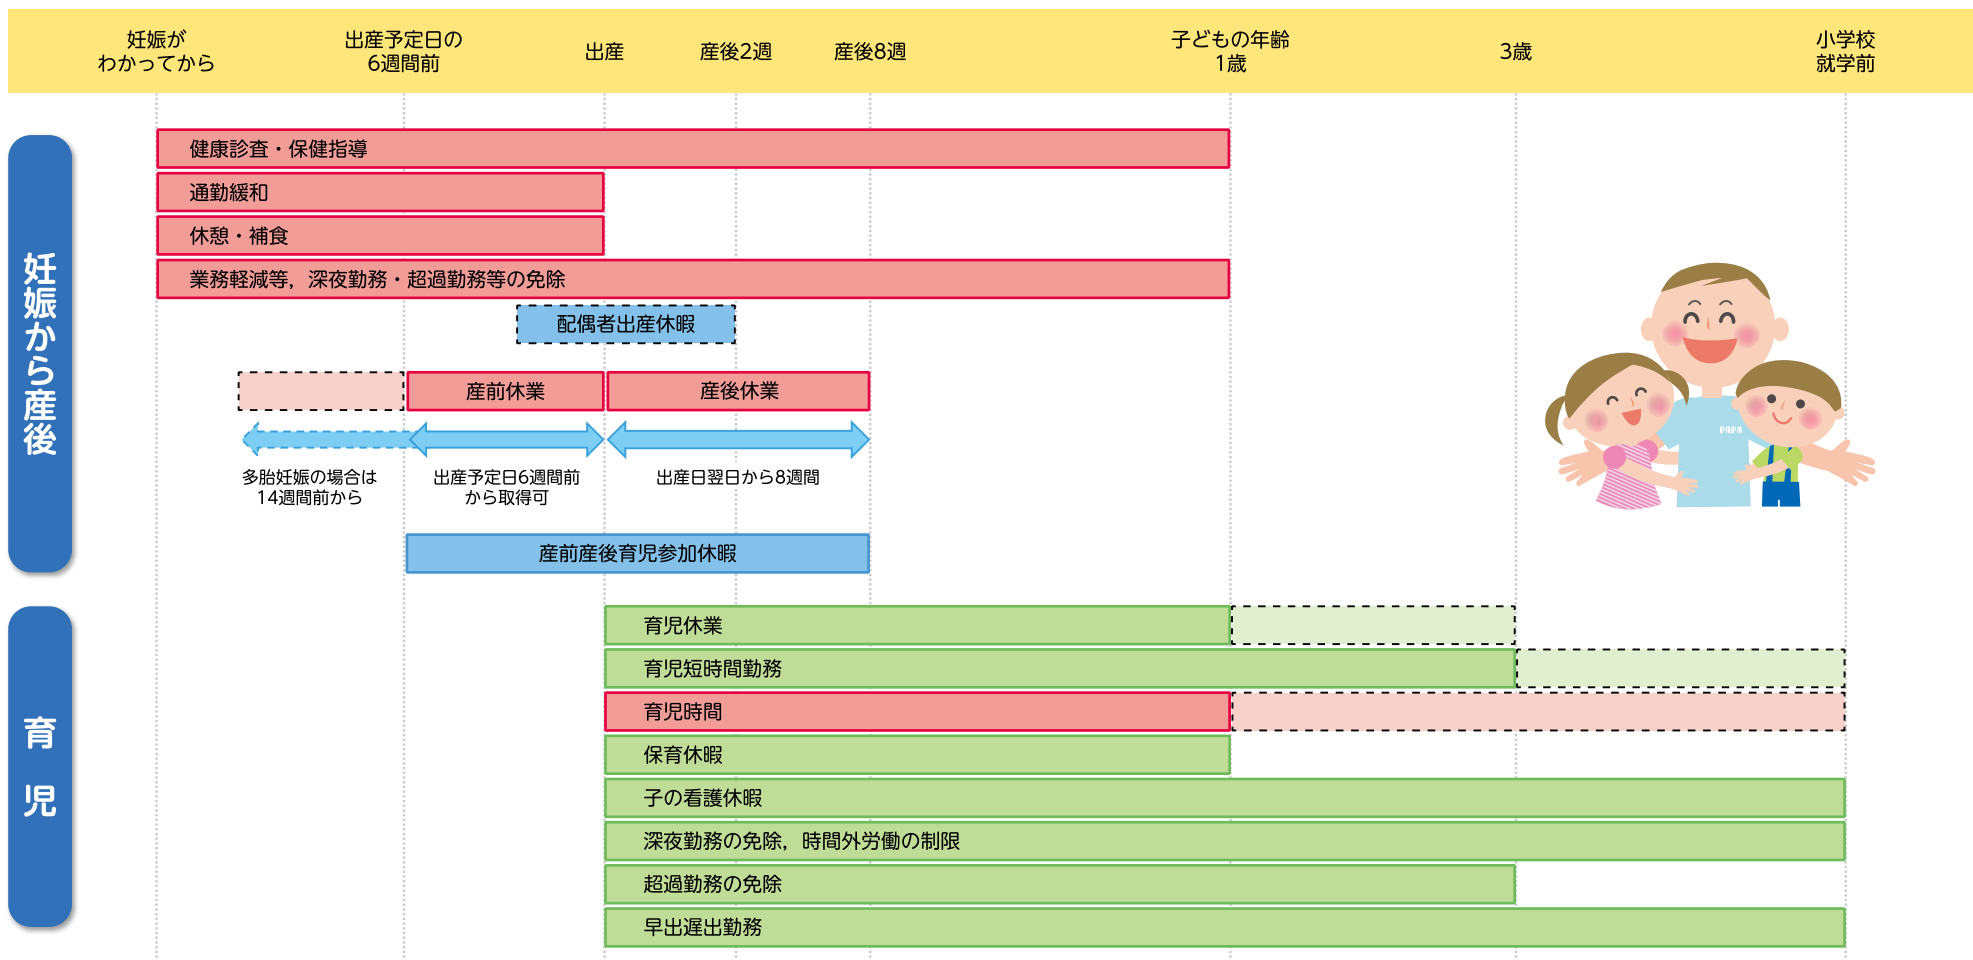 妊娠が
わかってから
出産予定日の
6週間前
出産
産後2週
産後8週
子どもの年齢
1歳
3歳
小学校
就学前
妊娠から産後
健康診査・保健指導
通勤緩和
休憩・補食
業務軽減等，深夜勤務・超過勤務等の免除
配偶者出産休暇
産前休業
産後休業
多胎妊娠の場合は
14週間前から
出産予定日6週間前
から取得可
出産日翌日から8週間
産前産後育児参加休暇
PAPA
育児
育児休業
育児短時間勤務
育児時間
保育休暇
子の看護休暇
深夜勤務の免除，時間外労働の制限
超過勤務の免除
早出遅出勤務